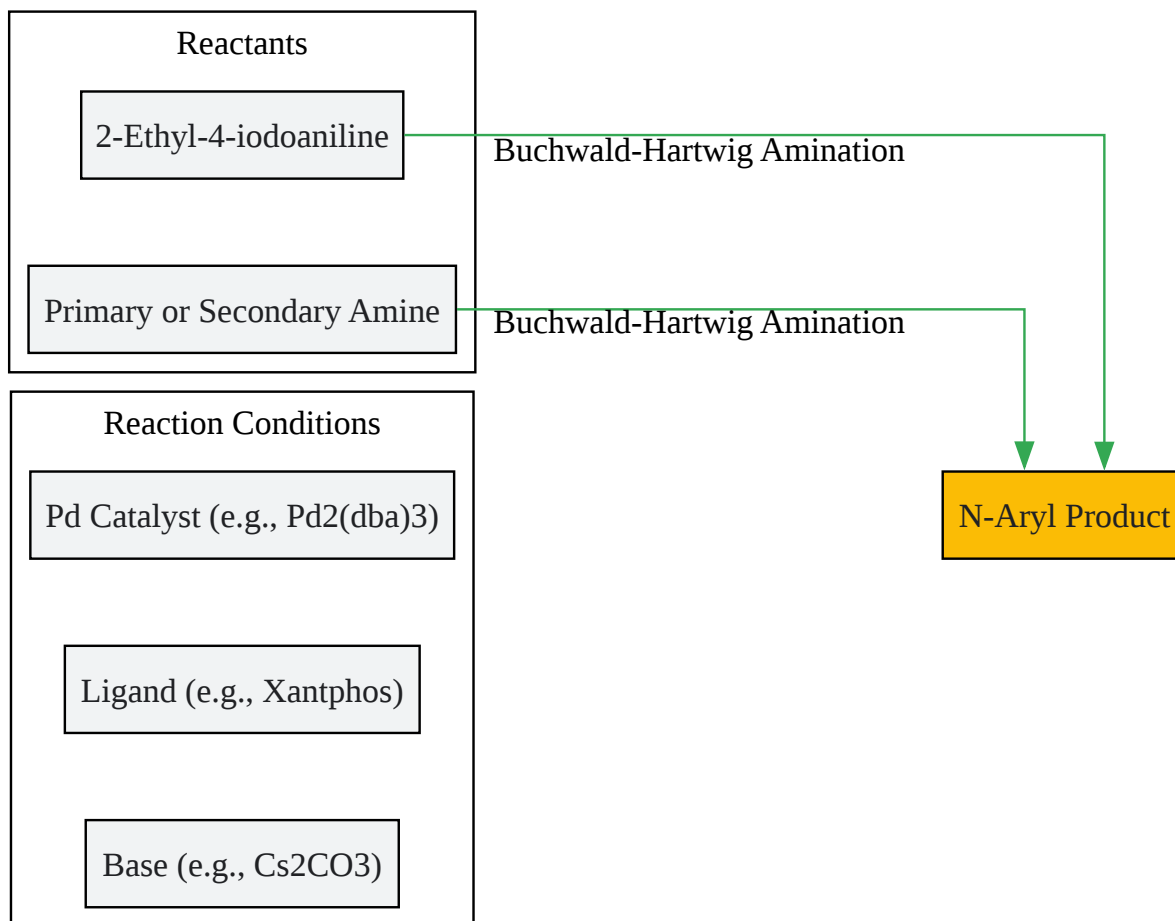 Reactants
2-Ethyl-4-iodoaniline
Buchwald-Hartwig Amination
Primary or Secondary Amine
Buchwald-Hartwig Amination
Reaction Conditions
Pd Catalyst (e.g., Pd2(dba)3)
N-Aryl Product
Ligand (e.g., Xantphos)
Base (e.g., Cs2CO3)